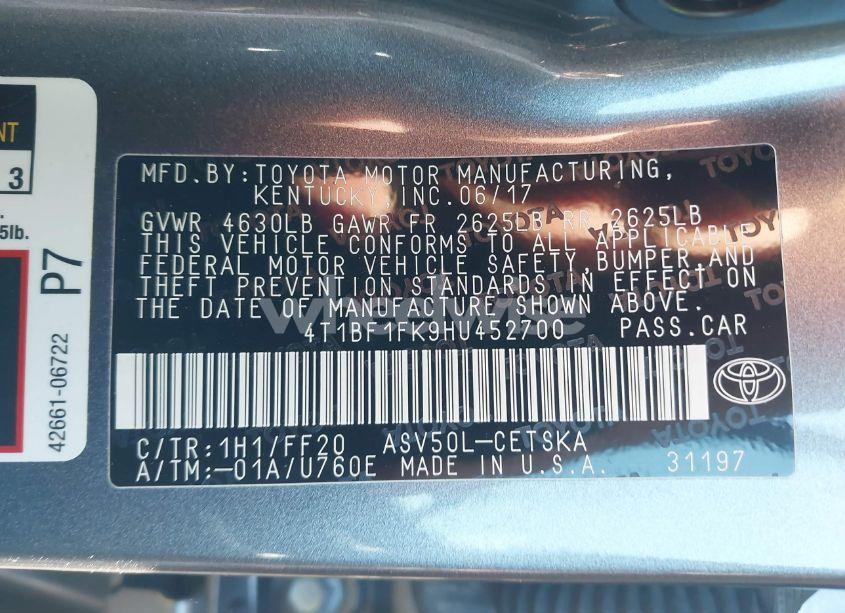 NT
3
5lb.
P7
42661-06722
MFD.BY:TOYOTA MOTOR MANUFACTURING,
KENTUCKY,INC.06/17
GVWR 4630LB GAWR FR 2625LB RR 2625LB
THIS VEHICLE CONFORMS TO ALL APPLICABLE
FEDERAL MOTOR VEHICLE SAFETY,BUMPER,AND
THEFT PREVENTION STANDARDS IN EFFECT ON
THE DATE OF MANUFACTURE SHOWN ABOVE.
4T1BF1FK9HU452700 PASS.CAR
C/TR:1H1/FF20 ASV50L-CETSKA
A/TM:-01A/U760E MADE IN U.S.A. 31197